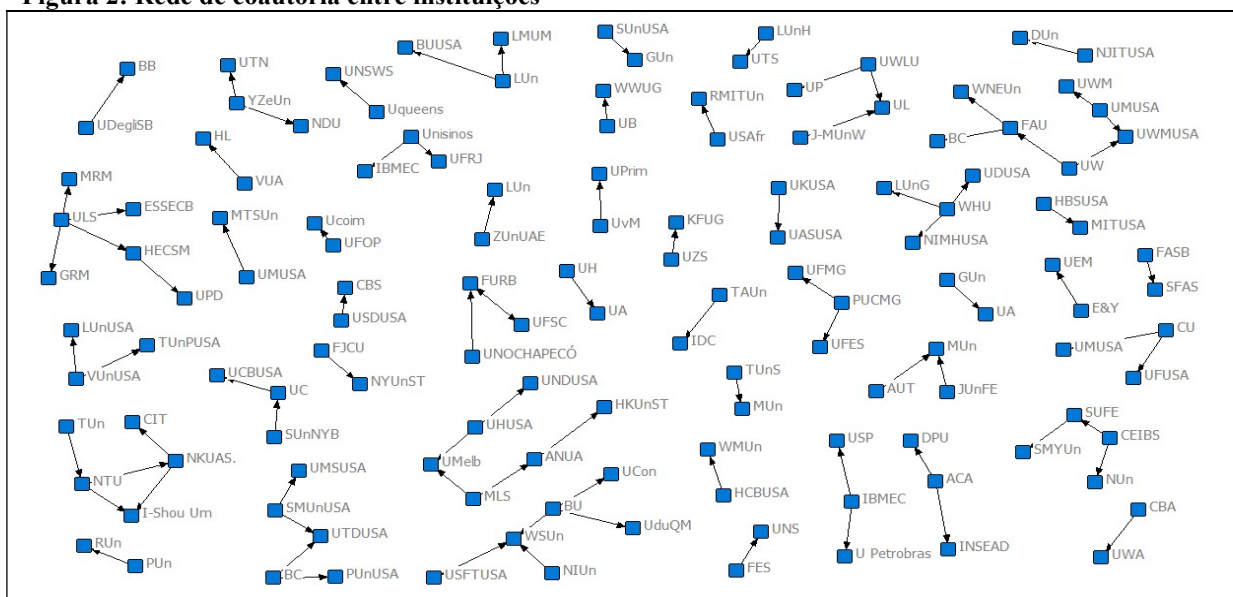 Figura 2: Rede de coautoria entre instituições
SUnUSA
LUnH
LMUM
DUn
BUUSA
NJITUSA
GUn
UTS
UTN
UWLU
BB
UNSWS
LUn
WWUG
UP
WNEUn
UWM
RMITUn
YZeUn
UL
UMUSA
Uqueens
NDU
UB
FAU
UDegliSB
HL
Unisinos
USAfr
J-MUnW
BC
UWMUSA
UFRJ
IBMEC
UW
MRM
VUA
UPrim
UDUSA
LUn
UKUSA
LUnG
HBSUSA
ESSECB
WHU
ULS
MTSUn
Ucoim
KFUG
UvM
MITUSA
UASUSA
ZUnUAE
UFOP
NIMHUSA
HECSM
FASB
UZS
UH
UFMG
UEM
GRM
UMUSA
FURB
GUn
CBS
SFAS
UPD
TAUn
PUCMG
E&Y
UA
UA
USDUSA
UFSC
LUnUSA
CU
TUnPUSA
IDC
UFES
MUn
UMUSA
FJCU
UNOCHAPECÓ
TUnS
VUnUSA
UCBUSA
UFUSA
NYUnST
UNDUSA
UC
AUT
JUnFE
HKUnST
MUn
CIT
SUFE
TUn
UHUSA
SUnNYB
USP
DPU
CEIBS
WMUn
SMYUn
NKUAS.
ANUA
UMelb
UMSUSA
UCon
NTU
ACA
NUn
MLS
HCBUSA
IBMEC
BU
SMUnUSA
CBA
I-Shou Um
UduQM
UNS
UTDUSA
WSUn
RUn
INSEAD
U Petrobras
UWA
PUn
FES
BC
PUnUSA
USFTUSA
NIUn